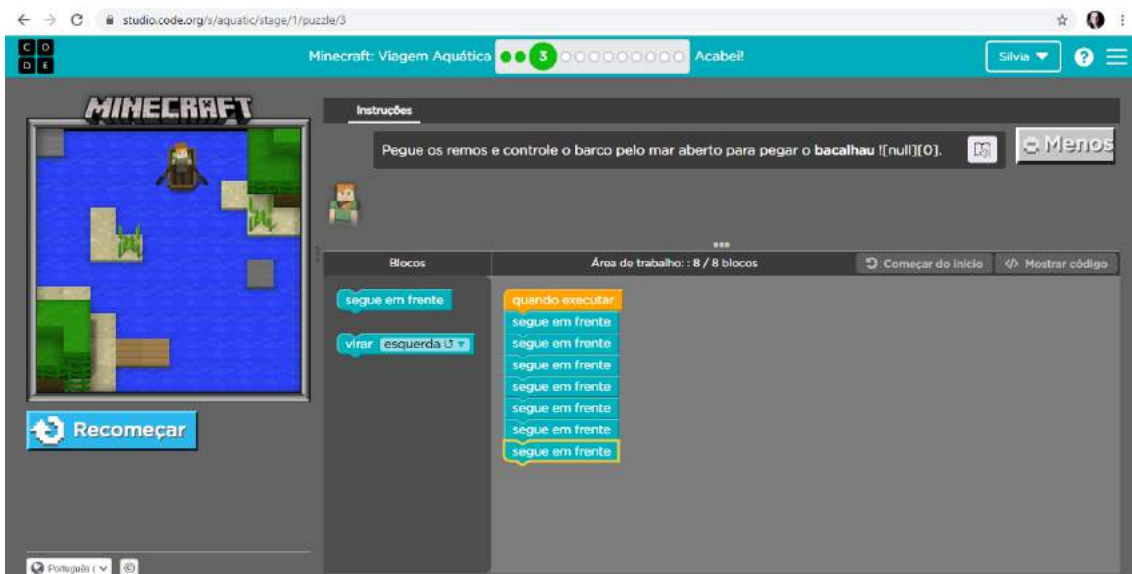 studio.code.org/s/aquatic/stage/1/puzzle/3
C O
D E
Minecraft: Viagem Aquática
3
Acabei!
Silvia
?
MINECRAFT
Instruções
Pegue os remos e controle o barco pelo mar aberto para pegar o bacalhau ![null][0].
Menos
Blocos
Área de trabalho: : 8 / 8 blocos
Começar do início
</> Mostrar código
segue em frente
virar esquerda
quando executar
segue em frente
segue em frente
segue em frente
segue em frente
segue em frente
segue em frente
segue em frente
Recomeçar
Português (
©